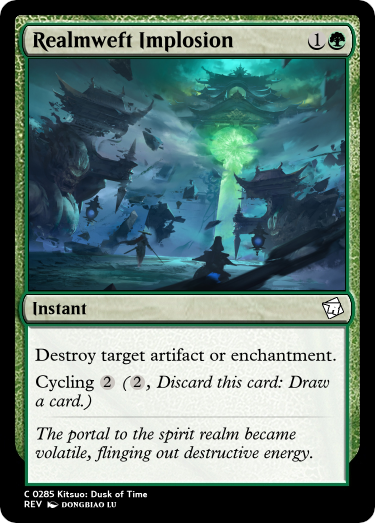 Realmweft Implosion 1
Instant
Destroy target artifact or enchantment.
Cycling 2 (2, Discard this card: Draw
a card.)
The portal to the spirit realm became
volatile, flinging out destructive energy.
C 0285 Kitsuo: Dusk of Time
REV DONGBIAO LU